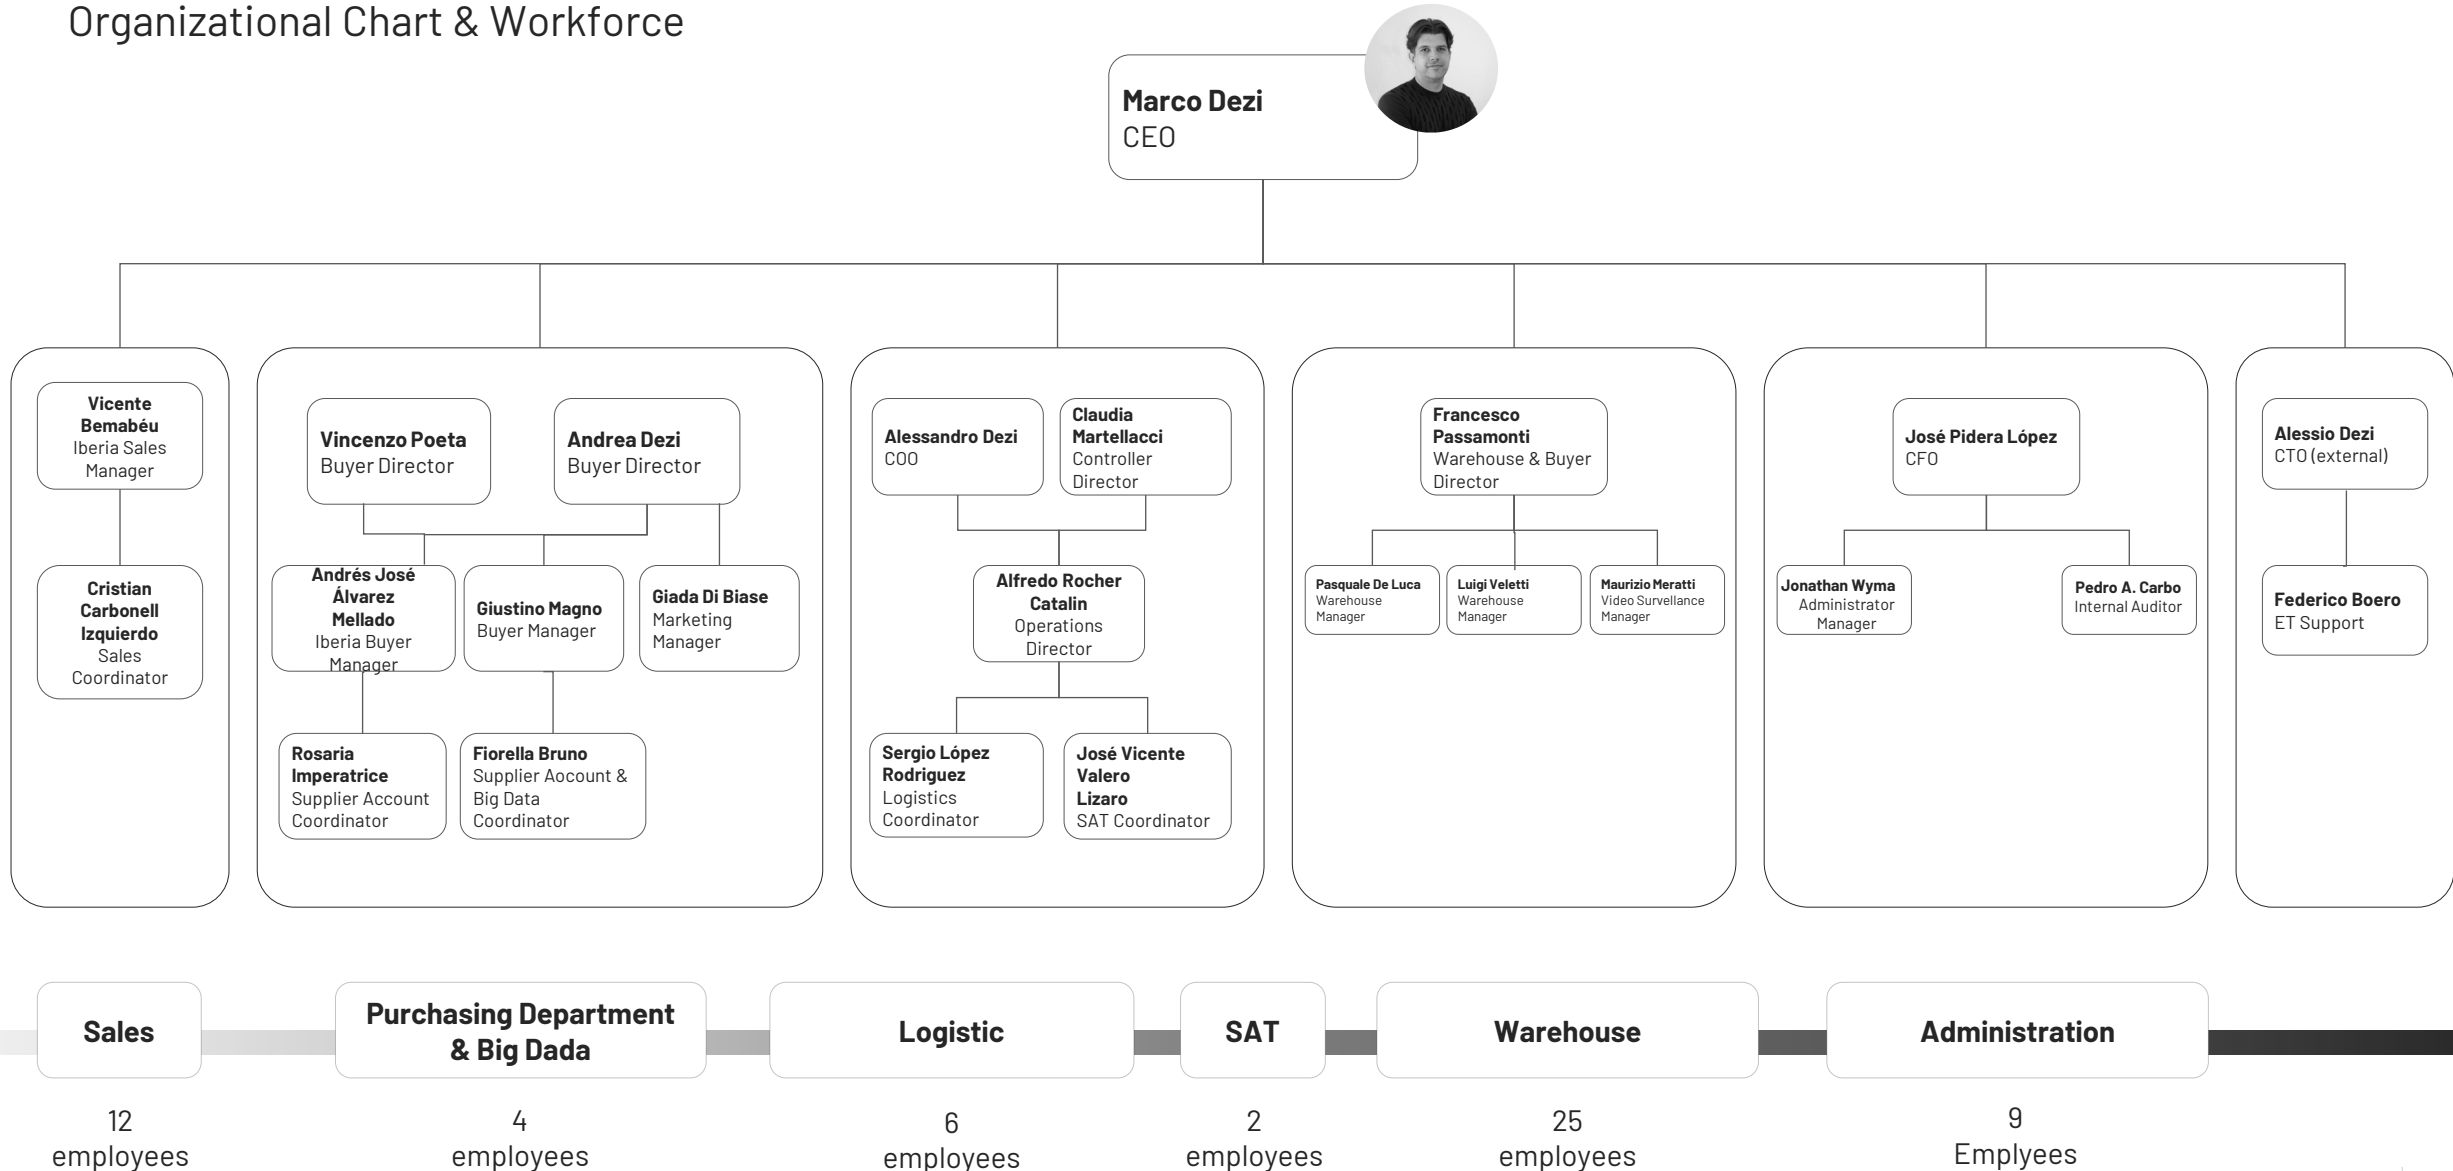 Organizational Chart & Workforce
Marco Dezi
CEO
Vicente
Bemabéu
Iberia Sales
Manager
Cristian
Carbonell
Izquierdo
Sales
Coordinator
Vincenzo Poeta
Buyer Director
Andrea Dezi
Buyer Director
Andrés José
Álvarez
Mellado
Iberia Buyer
Manager
Giustino Magno
Buyer Manager
Giada Di Biase
Marketing
Manager
Rosaria
Imperatrice
Supplier Account
Coordinator
Fiorella Bruno
Supplier Aocount &
Big Data
Coordinator
Alessandro Dezi
COO
Claudia
Martellacci
Controller
Director
Alfredo Rocher
Catalin
Operations
Director
Sergio López
Rodriguez
Logistics
Coordinator
José Vicente
Valero
Lizaro
SAT Coordinator
Francesco
Passamonti
Warehouse & Buyer
Director
Pasquale De Luca
Warehouse
Manager
Luigi Veletti
Warehouse
Manager
Maurizio Meratti
Video Survellance
Manager
José Pidera López
CFO
Jonathan Wyma
Administrator
Manager
Pedro A. Carbo
Internal Auditor
Alessio Dezi
CTO (external)
Federico Boero
ET Support
Sales
12
employees
Purchasing Department
& Big Dada
4
employees
Logistic
6
employees
SAT
2
employees
Warehouse
25
employees
Administration
9
Emplyees